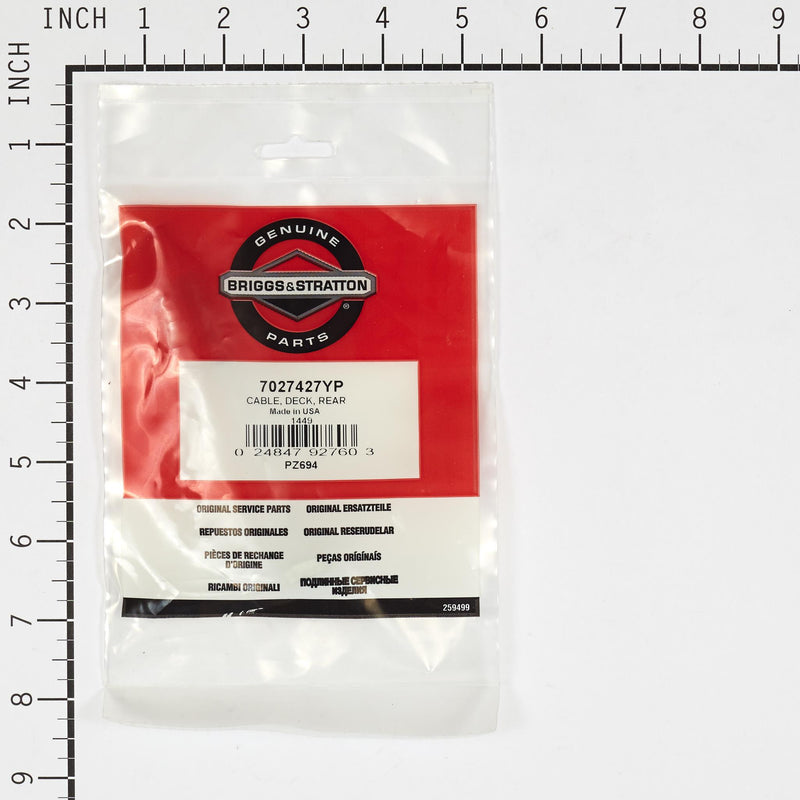 INCH 1 2 3 4 5 6 7 8 9
INCH
1
2
3
4
5
6
7
8
9
GENUINE
BRIGGS&STRATTON
®
PARTS
7027427YP
CABLE, DECK, REAR
Made in USA
1449
0 24847 92760 3
PZ694
ORIGINAL SERVICE PARTS ORIGINAL ERSATZTEILE
REPUESTOS ORIGINALES ORIGINAL RESERUDELAR
PIÈCES DE RECHANGE
D'ORIGINE
PEÇAS ORÍGÍNAÍS
RICAMBI ORIGINALI
ПОДЛИННЫЕ СЕРВИСНЫЕ
ИЗДЕЛИЯ
259499